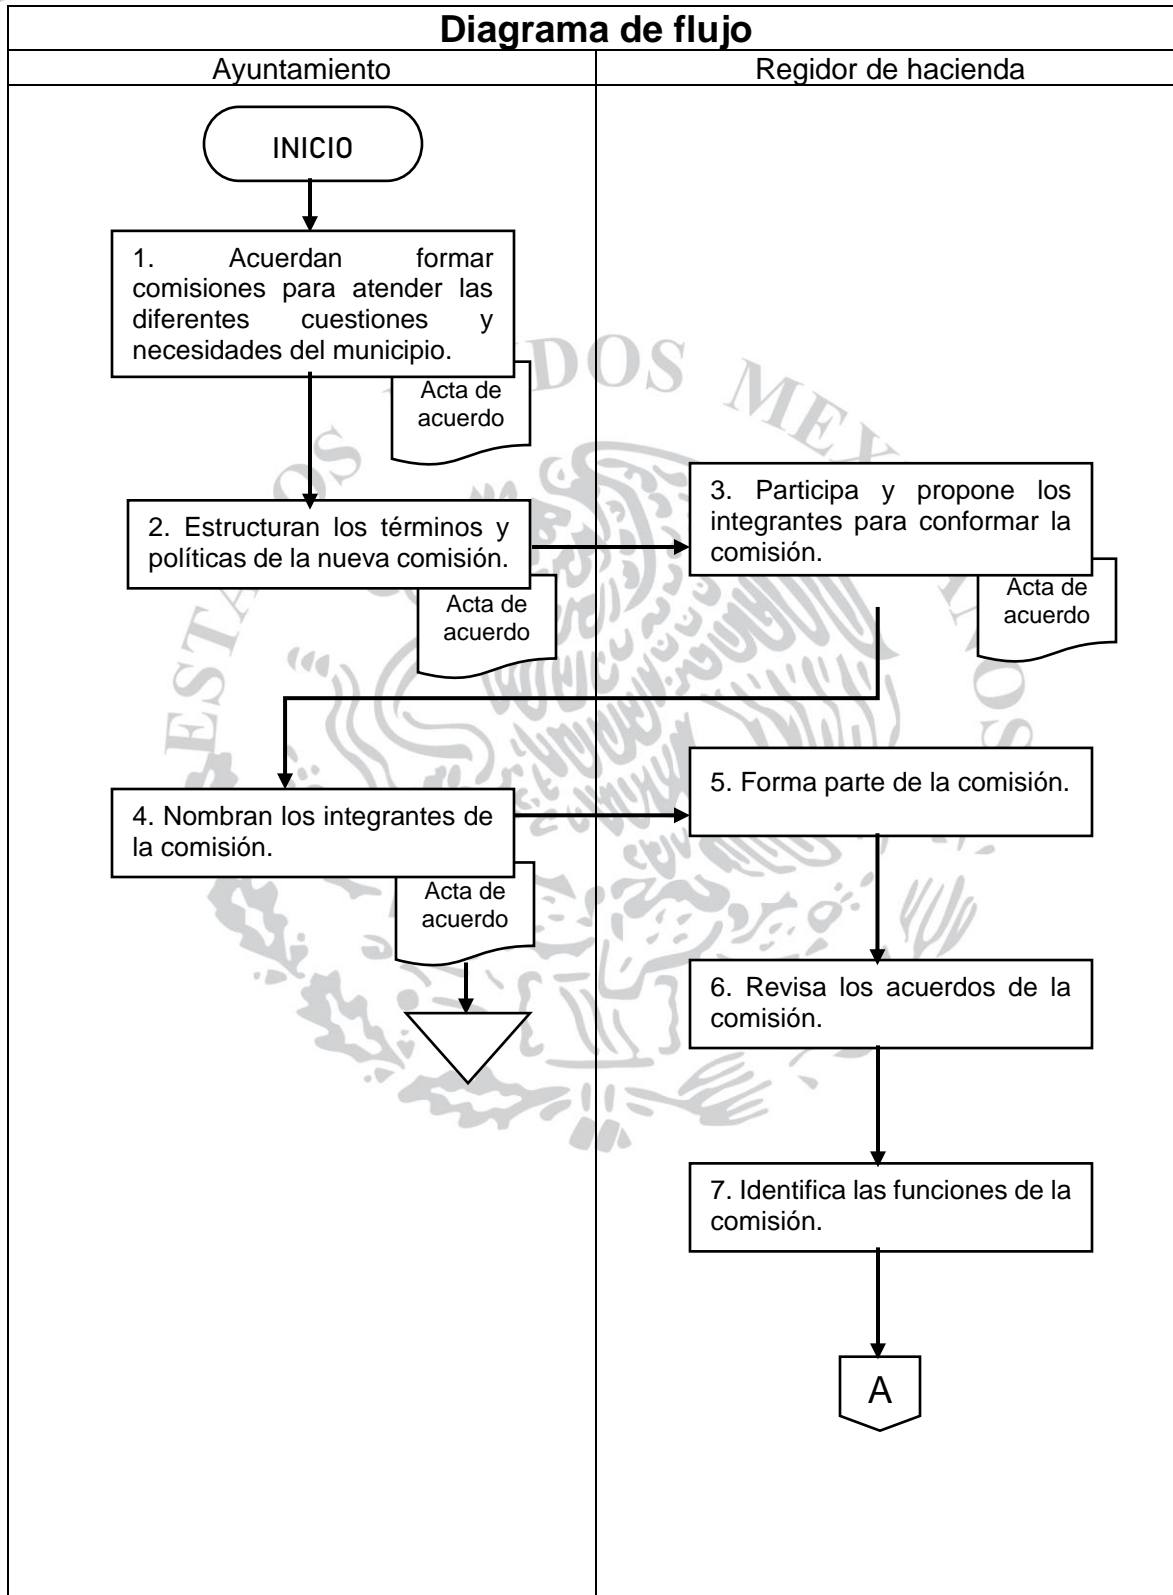 Diagrama de flujo
Ayuntamiento
Regidor de hacienda
INICIO
1. Acuerdan formar
comisiones para atender las
diferentes cuestiones y
necesidades del municipio.
Acta de
acuerdo
2. Estructuran los términos y
políticas de la nueva comisión.
Acta de
acuerdo
3. Participa y propone los
integrantes para conformar la
comisión.
Acta de
acuerdo
4. Nombran los integrantes de
la comisión.
Acta de
acuerdo
5. Forma parte de la comisión.
6. Revisa los acuerdos de la
comisión.
7. Identifica las funciones de la
comisión.
A